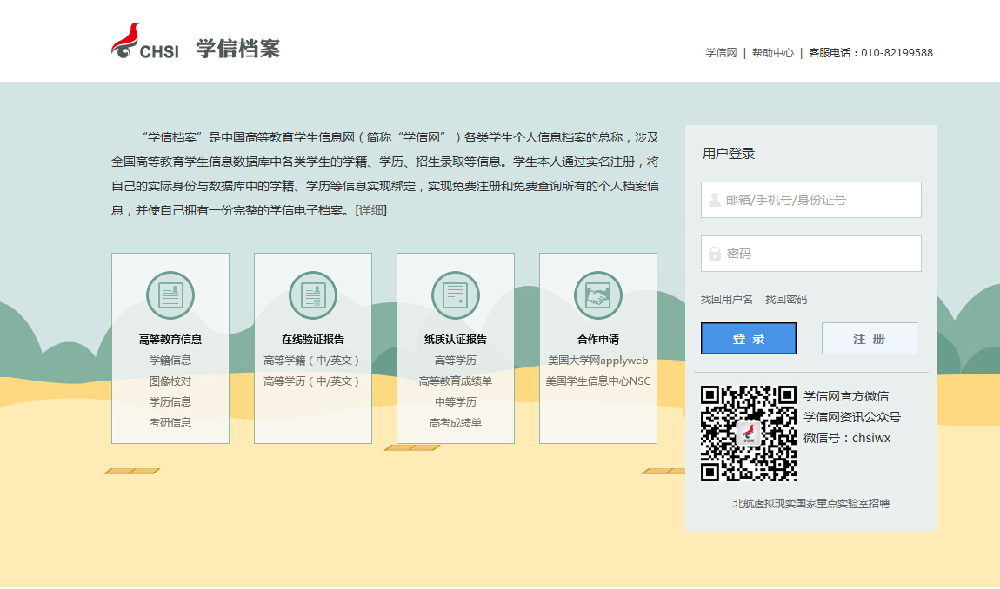 CHSI 学信档案
学信网 | 帮助中心 | 客服电话：010-82199588
“学信档案”是中国高等教育学生信息网（简称“学信网”）各类学生个人信息档案的总称，涉及
全国高等教育学生信息数据库中各类学生的学籍、学历、招生录取等信息。学生本人通过实名注册，将
自己的实际身份与数据库中的学籍、学历等信息实现绑定，实现免费注册和免费查询所有的个人档案信
息，并使自己拥有一份完整的学信电子档案。[详细]
高等教育信息
学籍信息
图像校对
学历信息
考研信息
在线验证报告
高等学籍（中/英文）
高等学历（中/英文）
纸质认证报告
高等学历
高等教育成绩单
中等学历
高考成绩单
合作申请
美国大学网applyweb
美国学生信息中心NSC
用户登录
邮箱/手机号/身份证号
密码
找回用户名 找回密码
登 录 注 册
学信网官方微信
学信网资讯公众号
微信号：chsiwx
北航虚拟现实国家重点实验室招聘